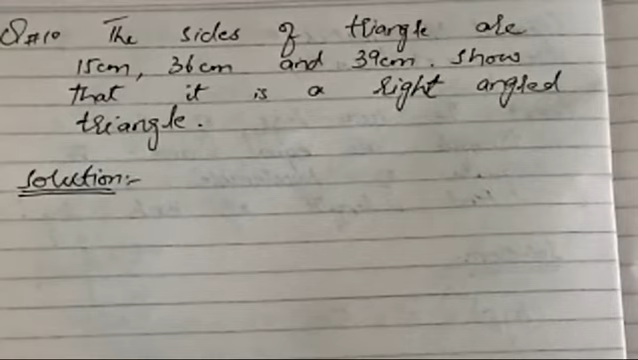 Q#10 The sides of triangle are
15cm, 36cm and 39cm. show
that it is a right angled
triangle.
Solution:-